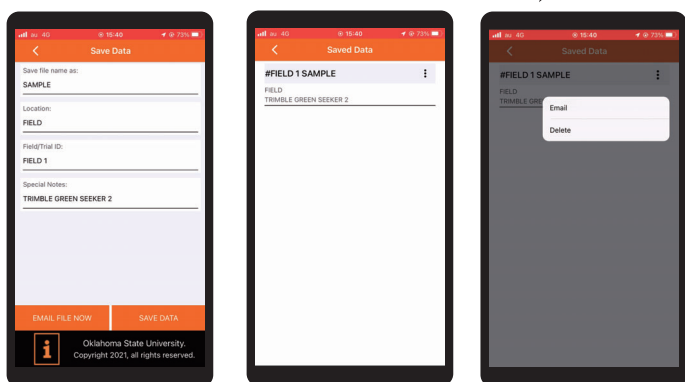 au 4G 15:40 73%
Save Data
Save file name as:
SAMPLE
Location:
FIELD
Field/Trial ID:
FIELD 1
Special Notes:
TRIMBLE GREEN SEEKER 2
EMAIL FILE NOW SAVE DATA
i
Oklahoma State University.
Copyright 2021, all rights reserved.
au 4G 15:40 73%
Saved Data
#FIELD 1 SAMPLE
FIELD
TRIMBLE GREEN SEEKER 2
au 4G 15:40 73%
Saved Data
#FIELD 1 SAMPLE
FIELD
TRIMBLE GRE
Email
Delete